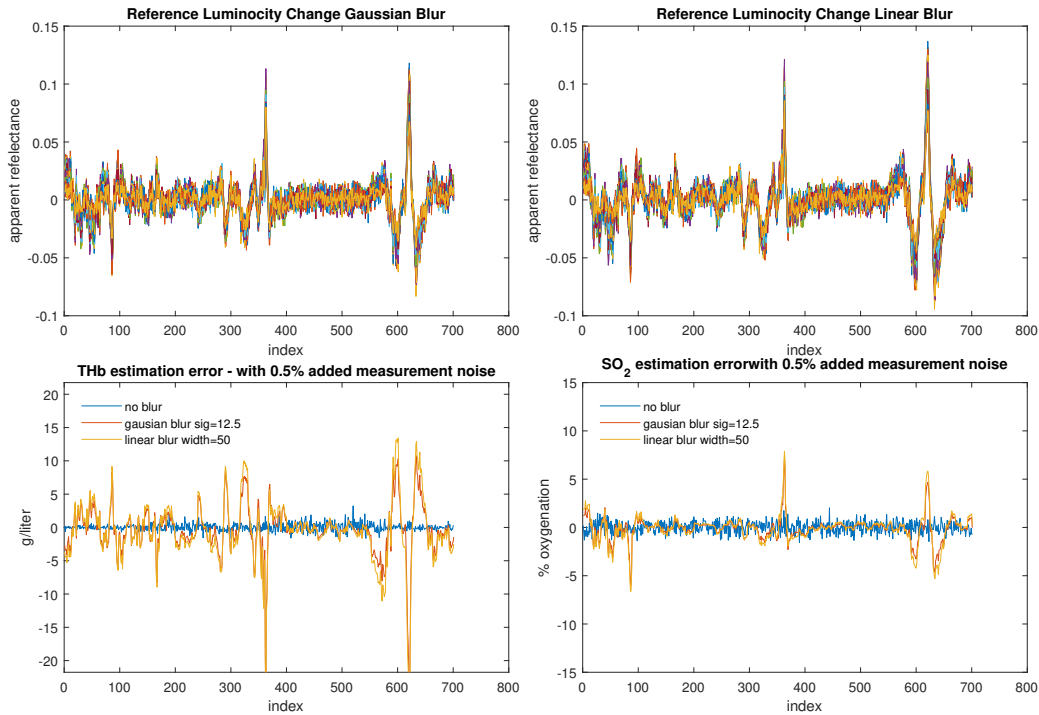 Reference Luminocity Change Gaussian Blur
0.15
0.1
0.05
0
-0.05
-0.1
apparent refelectance
0 100 200 300 400 500 600 700 800
index
Reference Luminocity Change Linear Blur
0.15
0.1
0.05
0
-0.05
-0.1
apparent refelectance
0 100 200 300 400 500 600 700 800
index
THb estimation error - with 0.5% added measurement noise
20
15
10
5
0
-5
-10
-15
-20
g/liter
no blur
gausian blur sig=12.5
linear blur width=50
0 100 200 300 400 500 600 700 800
index
SO2 estimation errorwith 0.5% added measurement noise
15
10
5
0
-5
-10
-15
% oxygenation
no blur
gausian blur sig=12.5
linear blur width=50
0 100 200 300 400 500 600 700 800
index